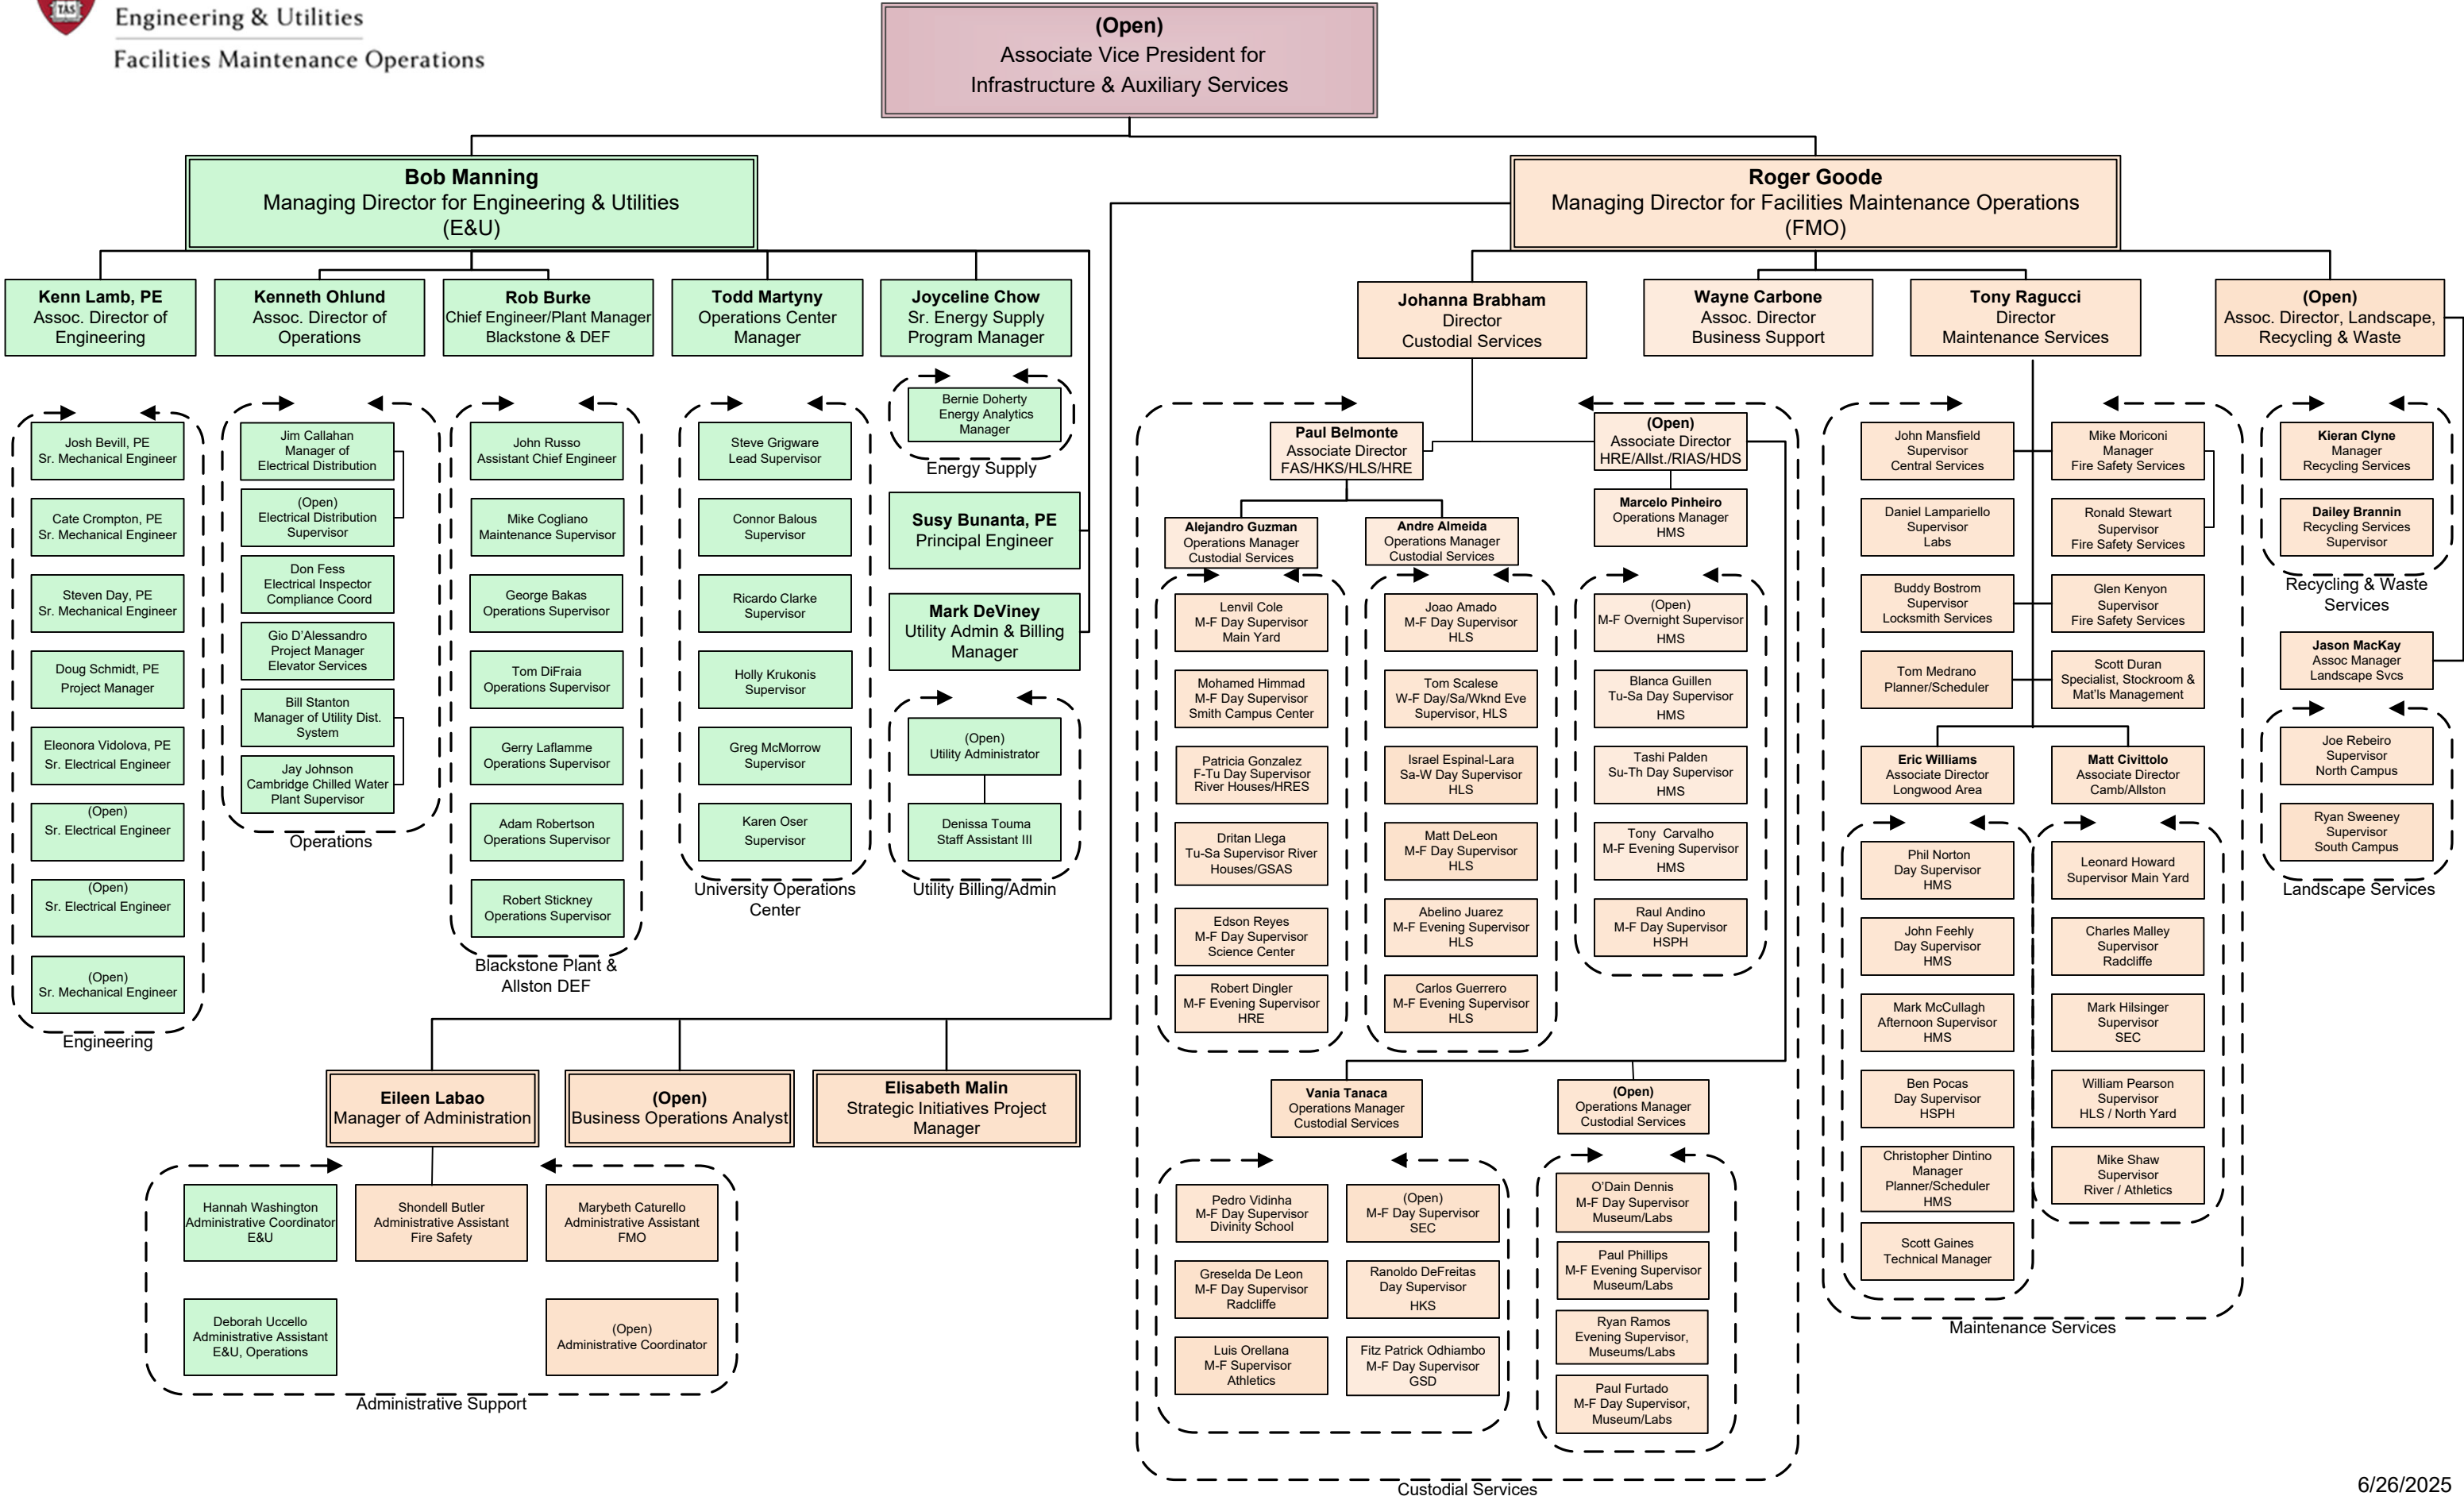 TAS
Engineering & Utilities
Facilities Maintenance Operations
(Open)
Associate Vice President for
Infrastructure & Auxiliary Services
Bob Manning
Managing Director for Engineering & Utilities
(E&U)
Roger Goode
Managing Director for Facilities Maintenance Operations
(FMO)
Kenn Lamb, PE
Assoc. Director of
Engineering
Kenneth Ohlund
Assoc. Director of
Operations
Rob Burke
Chief Engineer/Plant Manager
Blackstone & DEF
Todd Martyny
Operations Center
Manager
Joyceline Chow
Sr. Energy Supply
Program Manager
Johanna Brabham
Director
Custodial Services
Wayne Carbone
Assoc. Director
Business Support
Tony Ragucci
Director
Maintenance Services
(Open)
Assoc. Director, Landscape,
Recycling & Waste
Josh Bevill, PE
Sr. Mechanical Engineer
Cate Crompton, PE
Sr. Mechanical Engineer
Steven Day, PE
Sr. Mechanical Engineer
Doug Schmidt, PE
Project Manager
Eleonora Vidolova, PE
Sr. Electrical Engineer
(Open)
Sr. Electrical Engineer
(Open)
Sr. Electrical Engineer
(Open)
Sr. Mechanical Engineer
Engineering
Jim Callahan
Manager of
Electrical Distribution
(Open)
Electrical Distribution
Supervisor
Don Fess
Electrical Inspector
Compliance Coord
Gio D'Alessandro
Project Manager
Elevator Services
Bill Stanton
Manager of Utility Dist.
System
Jay Johnson
Cambridge Chilled Water
Plant Supervisor
Operations
John Russo
Assistant Chief Engineer
Mike Cogliano
Maintenance Supervisor
George Bakas
Operations Supervisor
Tom DiFraia
Operations Supervisor
Gerry Laflamme
Operations Supervisor
Adam Robertson
Operations Supervisor
Robert Stickney
Operations Supervisor
Blackstone Plant &
Allston DEF
Steve Grigware
Lead Supervisor
Connor Balous
Supervisor
Ricardo Clarke
Supervisor
Holly Krukonis
Supervisor
Greg McMorrow
Supervisor
Karen Oser
Supervisor
University Operations
Center
Bernie Doherty
Energy Analytics
Manager
Energy Supply
Susy Bunanta, PE
Principal Engineer
Mark DeViney
Utility Admin & Billing
Manager
(Open)
Utility Administrator
Denissa Touma
Staff Assistant III
Utility Billing/Admin
Eileen Labao
Manager of Administration
(Open)
Business Operations Analyst
Elisabeth Malin
Strategic Initiatives Project
Manager
Hannah Washington
Administrative Coordinator
E&U
Shondell Butler
Administrative Assistant
Fire Safety
Marybeth Caturello
Administrative Assistant
FMO
Deborah Uccello
Administrative Assistant
E&U, Operations
(Open)
Administrative Coordinator
Administrative Support
Paul Belmonte
Associate Director
FAS/HKS/HLS/HRE
(Open)
Associate Director
HRE/Allst./RIAS/HDS
Marcelo Pinheiro
Operations Manager
HMS
Alejandro Guzman
Operations Manager
Custodial Services
Andre Almeida
Operations Manager
Custodial Services
Lenvil Cole
M-F Day Supervisor
Main Yard
Mohamed Himmad
M-F Day Supervisor
Smith Campus Center
Patricia Gonzalez
F-Tu Day Supervisor
River Houses/HRES
Dritan Llega
Tu-Sa Supervisor River
Houses/GSAS
Edson Reyes
M-F Day Supervisor
Science Center
Robert Dingler
M-F Evening Supervisor
HRE
Joao Amado
M-F Day Supervisor
HLS
Tom Scalese
W-F Day/Sa/Wknd Eve
Supervisor, HLS
Israel Espinal-Lara
Sa-W Day Supervisor
HLS
Matt DeLeon
M-F Day Supervisor
HLS
Abelino Juarez
M-F Evening Supervisor
HLS
Carlos Guerrero
M-F Evening Supervisor
HLS
(Open)
M-F Overnight Supervisor
HMS
Blanca Guillen
Tu-Sa Day Supervisor
HMS
Tashi Palden
Su-Th Day Supervisor
HMS
Tony Carvalho
M-F Evening Supervisor
HMS
Raul Andino
M-F Day Supervisor
HSPH
Vania Tanaca
Operations Manager
Custodial Services
(Open)
Operations Manager
Custodial Services
Pedro Vidinha
M-F Day Supervisor
Divinity School
(Open)
M-F Day Supervisor
SEC
Greselda De Leon
M-F Day Supervisor
Radcliffe
Ranoldo DeFreitas
Day Supervisor
HKS
Luis Orellana
M-F Supervisor
Athletics
Fitz Patrick Odhiambo
M-F Day Supervisor
GSD
O'Dain Dennis
M-F Day Supervisor
Museum/Labs
Paul Phillips
M-F Evening Supervisor
Museum/Labs
Ryan Ramos
Evening Supervisor,
Museums/Labs
Paul Furtado
M-F Day Supervisor,
Museum/Labs
Custodial Services
John Mansfield
Supervisor
Central Services
Mike Moriconi
Manager
Fire Safety Services
Daniel Lampariello
Supervisor
Labs
Ronald Stewart
Supervisor
Fire Safety Services
Buddy Bostrom
Supervisor
Locksmith Services
Glen Kenyon
Supervisor
Fire Safety Services
Tom Medrano
Planner/Scheduler
Scott Duran
Specialist, Stockroom &
Mat'ls Management
Eric Williams
Associate Director
Longwood Area
Matt Civittolo
Associate Director
Camb/Allston
Phil Norton
Day Supervisor
HMS
John Feehly
Day Supervisor
HMS
Mark McCullagh
Afternoon Supervisor
HMS
Ben Pocas
Day Supervisor
HSPH
Christopher Dintino
Manager
Planner/Scheduler
HMS
Scott Gaines
Technical Manager
Leonard Howard
Supervisor Main Yard
Charles Malley
Supervisor
Radcliffe
Mark Hilsinger
Supervisor
SEC
William Pearson
Supervisor
HLS / North Yard
Mike Shaw
Supervisor
River / Athletics
Maintenance Services
Kieran Clyne
Manager
Recycling Services
Dailey Brannin
Recycling Services
Supervisor
Recycling & Waste
Services
Jason MacKay
Assoc Manager
Landscape Svcs
Joe Rebeiro
Supervisor
North Campus
Ryan Sweeney
Supervisor
South Campus
Landscape Services
6/26/2025